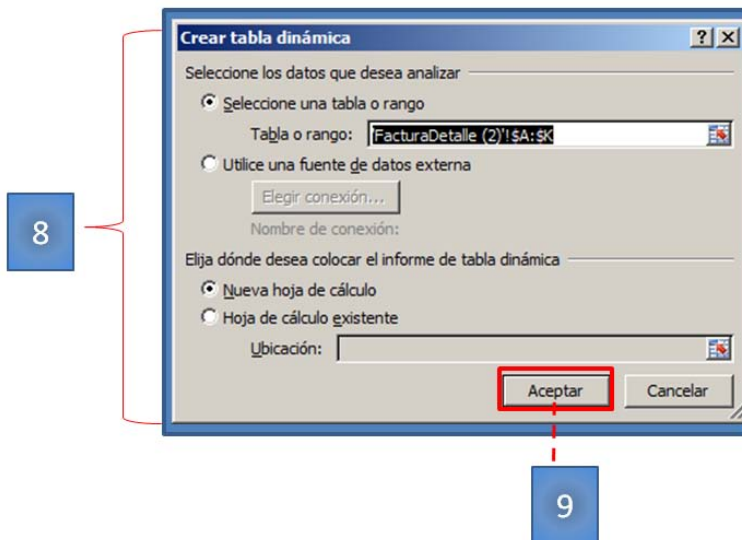 Crear tabla dinámica
Seleccione los datos que desea analizar
Seleccione una tabla o rango
Tabla o rango: 'FacturaDetalle (2)'!$A:$K
Utilice una fuente de datos externa
Elegir conexión...
Nombre de conexión:
8
Elija dónde desea colocar el informe de tabla dinámica
Nueva hoja de cálculo
Hoja de cálculo existente
Ubicación:
Aceptar Cancelar
9